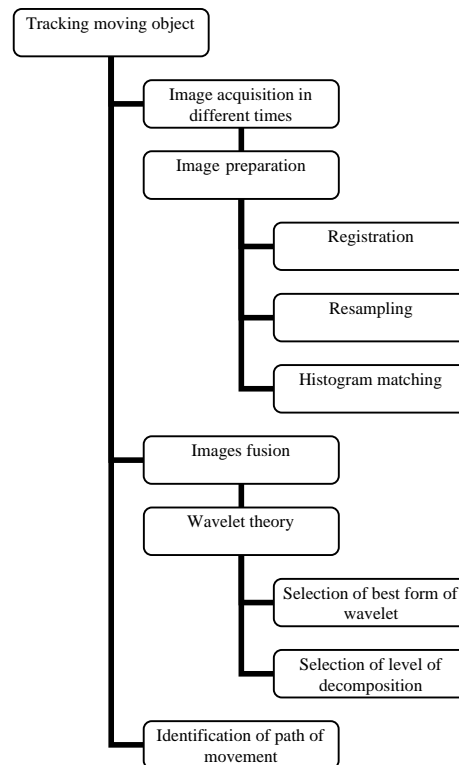 Tracking moving object
Image acquisition in
different times
Image preparation
Registration
Resampling
Histogram matching
Images fusion
Wavelet theory
Selection of best form of
wavelet
Selection of level of
decomposition
Identification of path of
movement